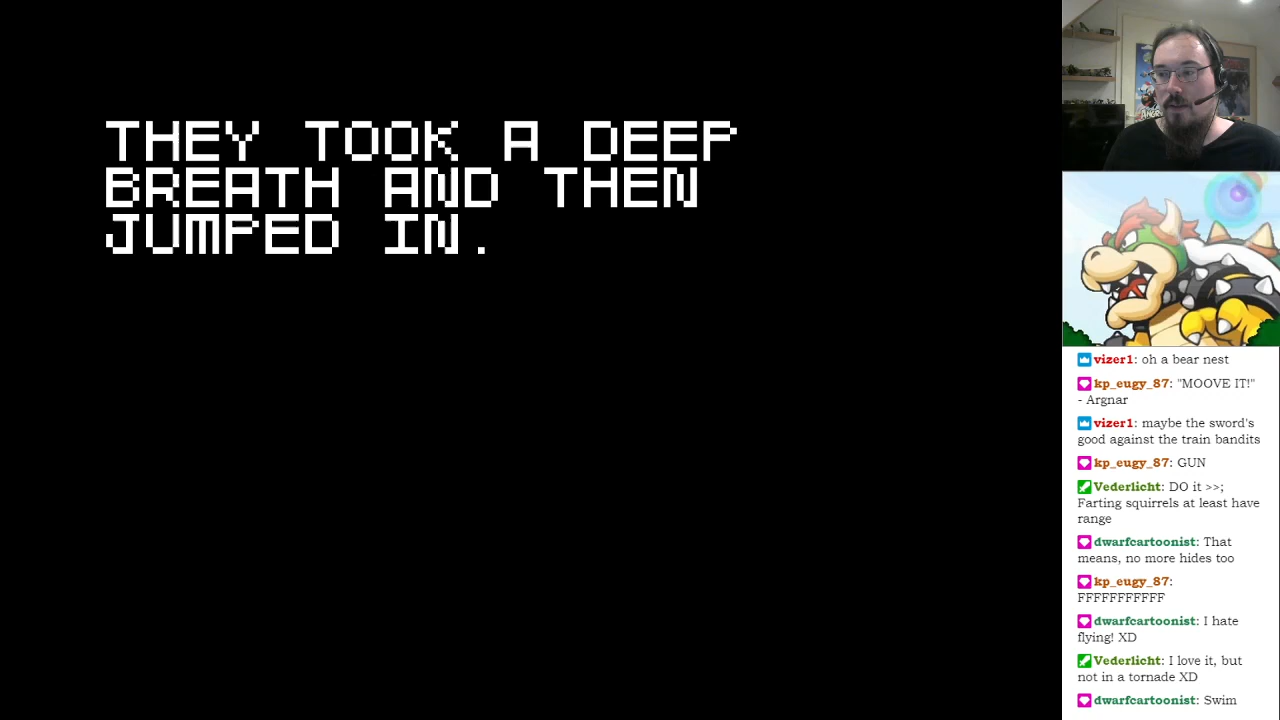 THEY TOOK A DEEP
BREATH AND THEN
JUMPED IN.
vizer1: oh a bear nest
kp_eugy_87: "MOOVE IT!"
- Argnar
vizer1: maybe the sword's
good against the train bandits
kp_eugy_87: GUN
Vederlicht: DO it >>;
Farting squirrels at least have
range
dwarfcartoonist: That
means, no more hides too
kp_eugy_87:
FFFFFFFFFFF
dwarfcartoonist: I hate
flying! XD
Vederlicht: I love it, but
not in a tornade XD
dwarfcartoonist: Swim